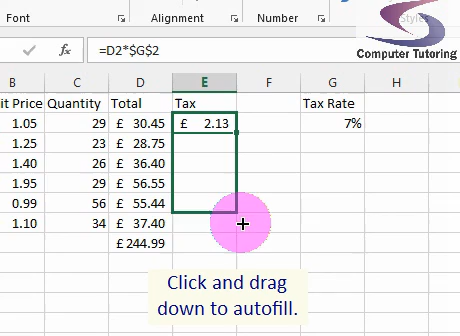 Font
Alignment
Number
Styles
Computer Tutoring
fx
=D2*$G$2
B C D E F G H
it Price Quantity Total Tax Tax Rate
1.05 29 £ 30.45 £ 2.13 7%
1.25 23 £ 28.75
1.40 26 £ 36.40
1.95 29 £ 56.55
0.99 56 £ 55.44
1.10 34 £ 37.40
£ 244.99
Click and drag
down to autofill.